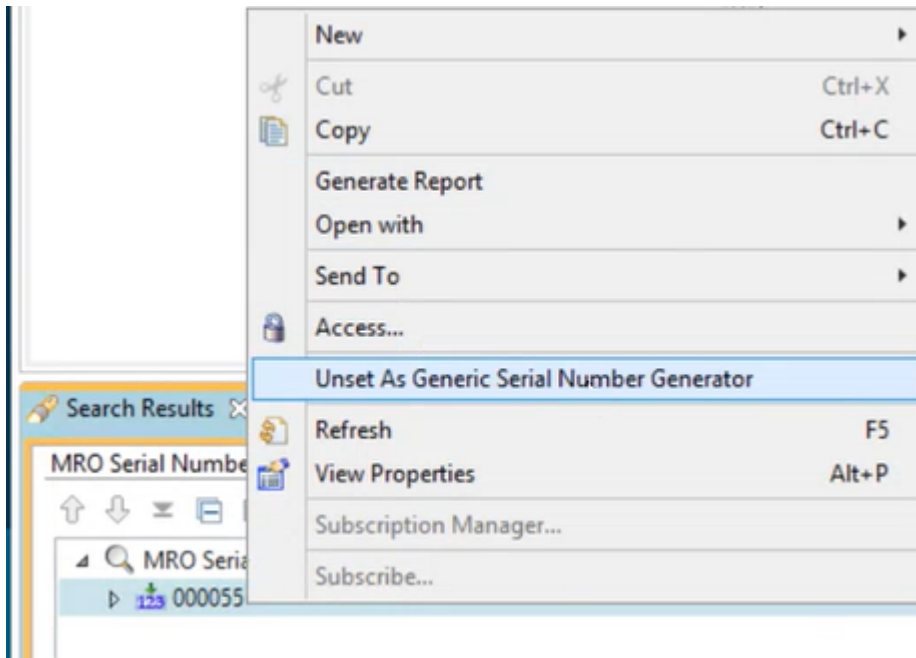 New
Cut Ctrl+X
Copy Ctrl+C
Generate Report
Open with
Send To
Access...
Unset As Generic Serial Number Generator
Search Results
Refresh F5
MRO Serial Numbe
View Properties Alt+P
Subscription Manager...
MRO Seria
Subscribe...
123 000055